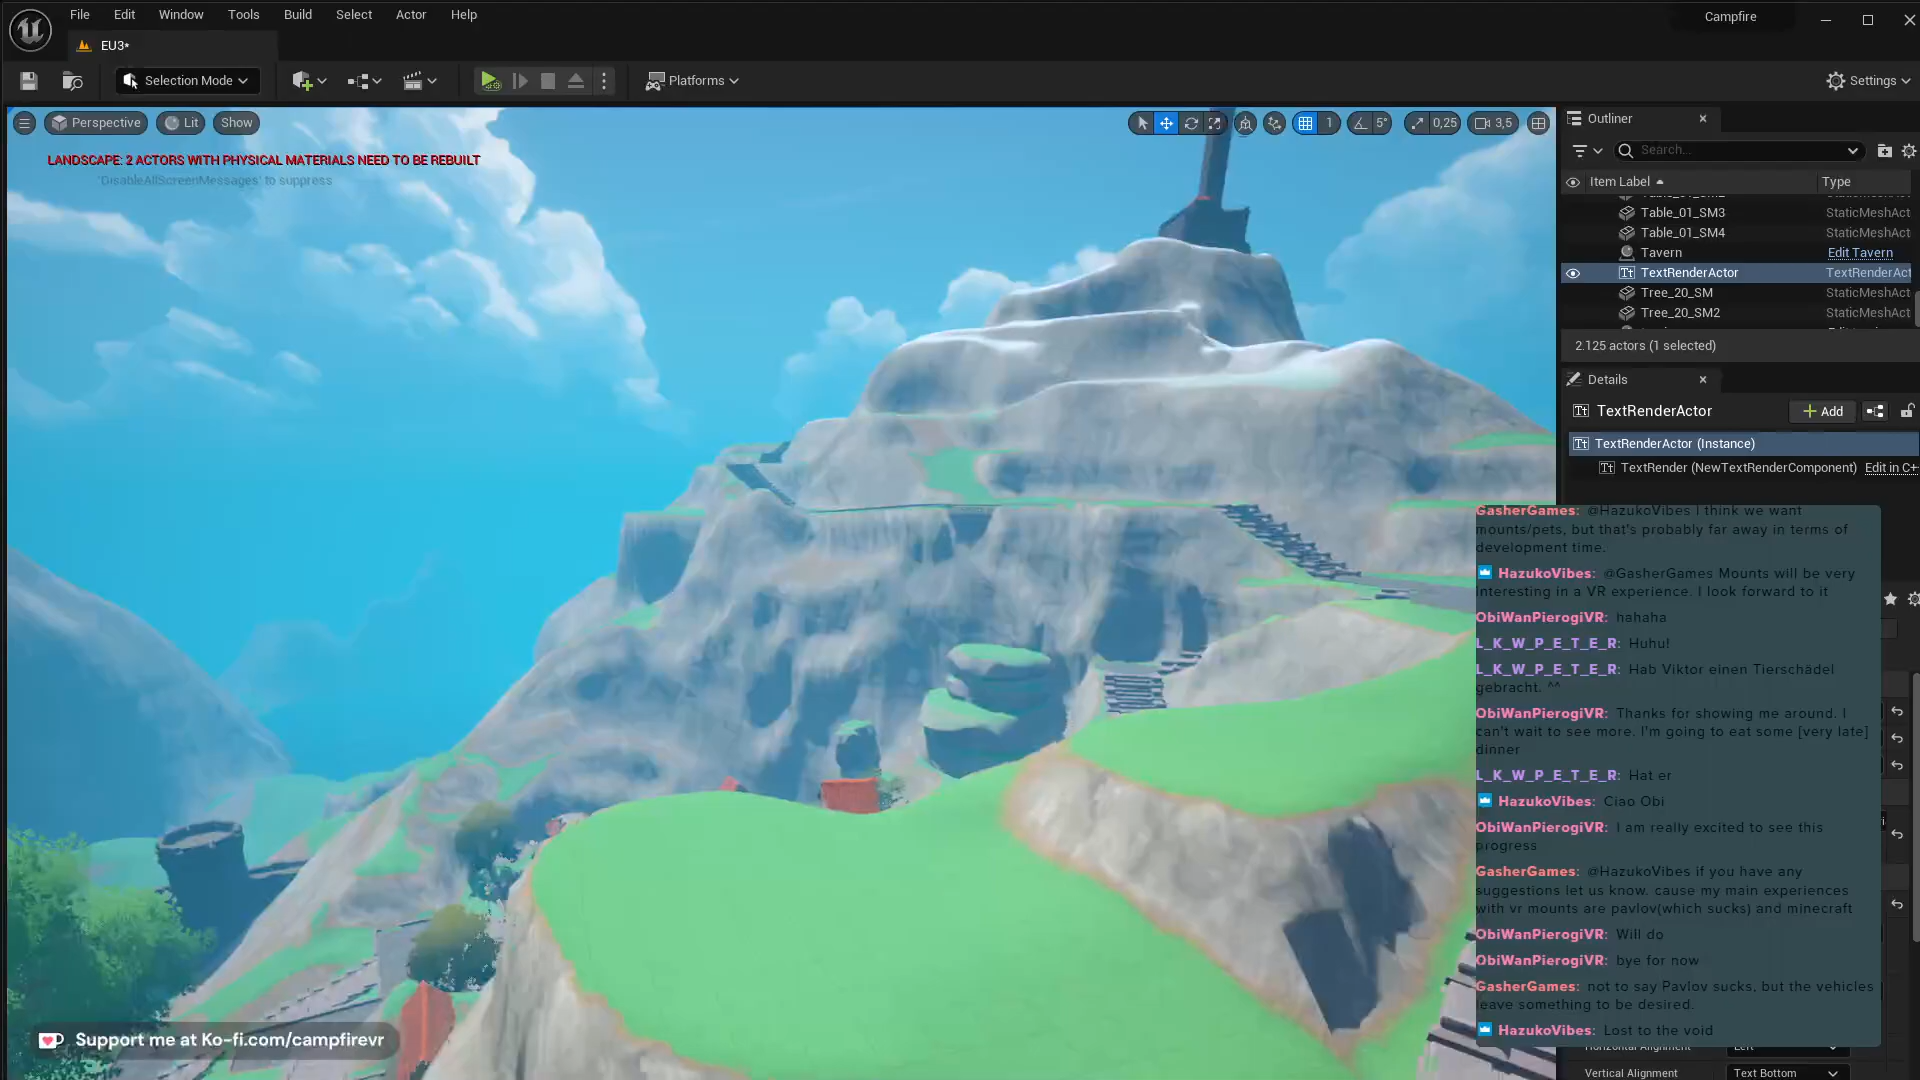 File Edit Window Tools Build Select Actor Help
Campfire
EU3*
Selection Mode
Platforms
Settings
Perspective Lit Show
1 5° 0,25 3,5
LANDSCAPE: 2 ACTORS WITH PHYSICAL MATERIALS NEED TO BE REBUILT
'DisableAllScreenMessages' to suppress
Outliner
Search...
Item Label Type
Table_01_SM3 StaticMeshAct
Table_01_SM4 StaticMeshAct
Tavern Edit Tavern
TextRenderActor TextRenderAct
Tree_20_SM StaticMeshAct
Tree_20_SM2 StaticMeshAct
2.125 actors (1 selected)
Details
TextRenderActor Add
TextRenderActor (Instance)
TextRender (NewTextRenderComponent) Edit in C+
GasherGames: @HazukoVibes I think we want
mounts/pets, but that's probably far away in terms of
development time.
HazukoVibes: @GasherGames Mounts will be very
interesting in a VR experience. I look forward to it
ObiWanPierogiVR: hahaha
L_K_W_P_E_T_E_R: Huhu!
L_K_W_P_E_T_E_R: Hab Viktor einen Tierschädel
gebracht. ^^
ObiWanPierogiVR: Thanks for showing me around. I
can't wait to see more. I'm going to eat some [very late]
dinner
L_K_W_P_E_T_E_R: Hat er
HazukoVibes: Ciao Obi
ObiWanPierogiVR: I am really excited to see this
progress
GasherGames: @HazukoVibes if you have any
suggestions let us know. cause my main experiences
with vr mounts are pavlov(which sucks) and minecraft
ObiWanPierogiVR: Will do
ObiWanPierogiVR: bye for now
GasherGames: not to say Pavlov sucks, but the vehicles
leave something to be desired.
HazukoVibes: Lost to the void
Horizontal Alignment Left
Vertical Alignment Text Bottom
Support me at Ko-fi.com/campfirevr